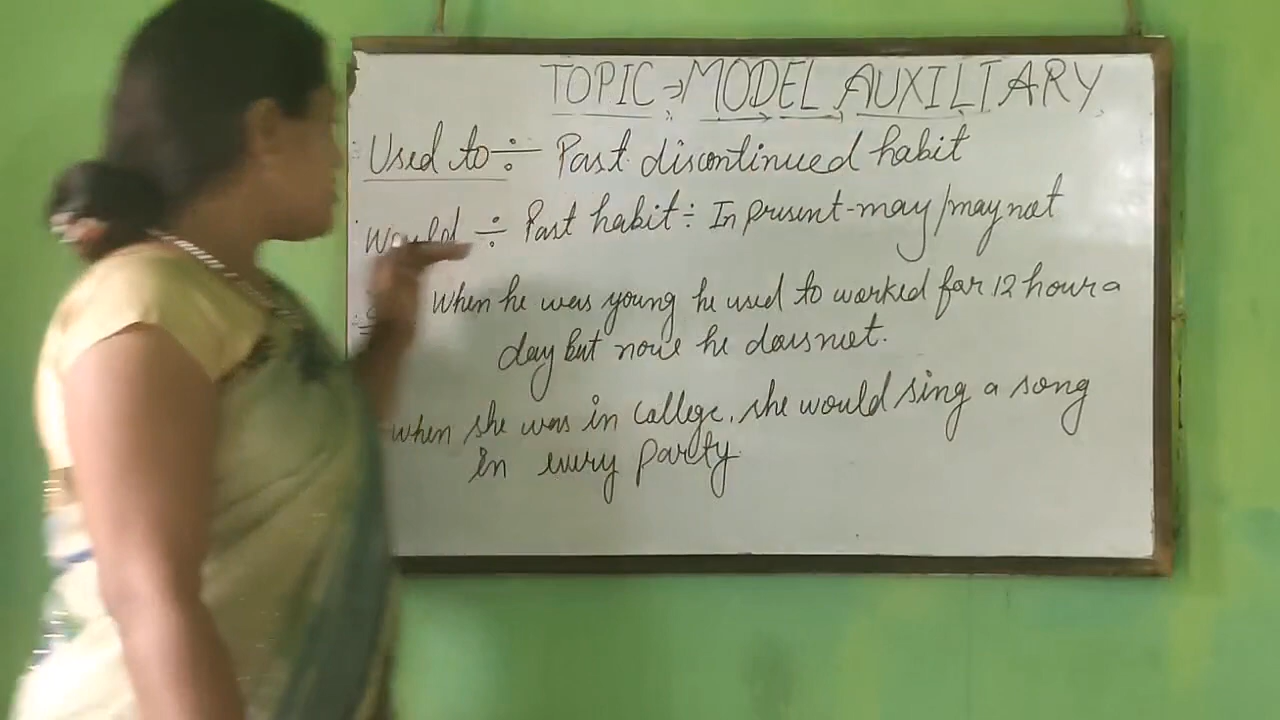 TOPIC → MODEL AUXILIARY
Used to ÷ Past discontinued habit
Would ÷ Past habit ÷ In present-may/may not
When he was young he used to worked for 12 hour a
day but now he does not.
when she was in college, she would sing a song
in every party.